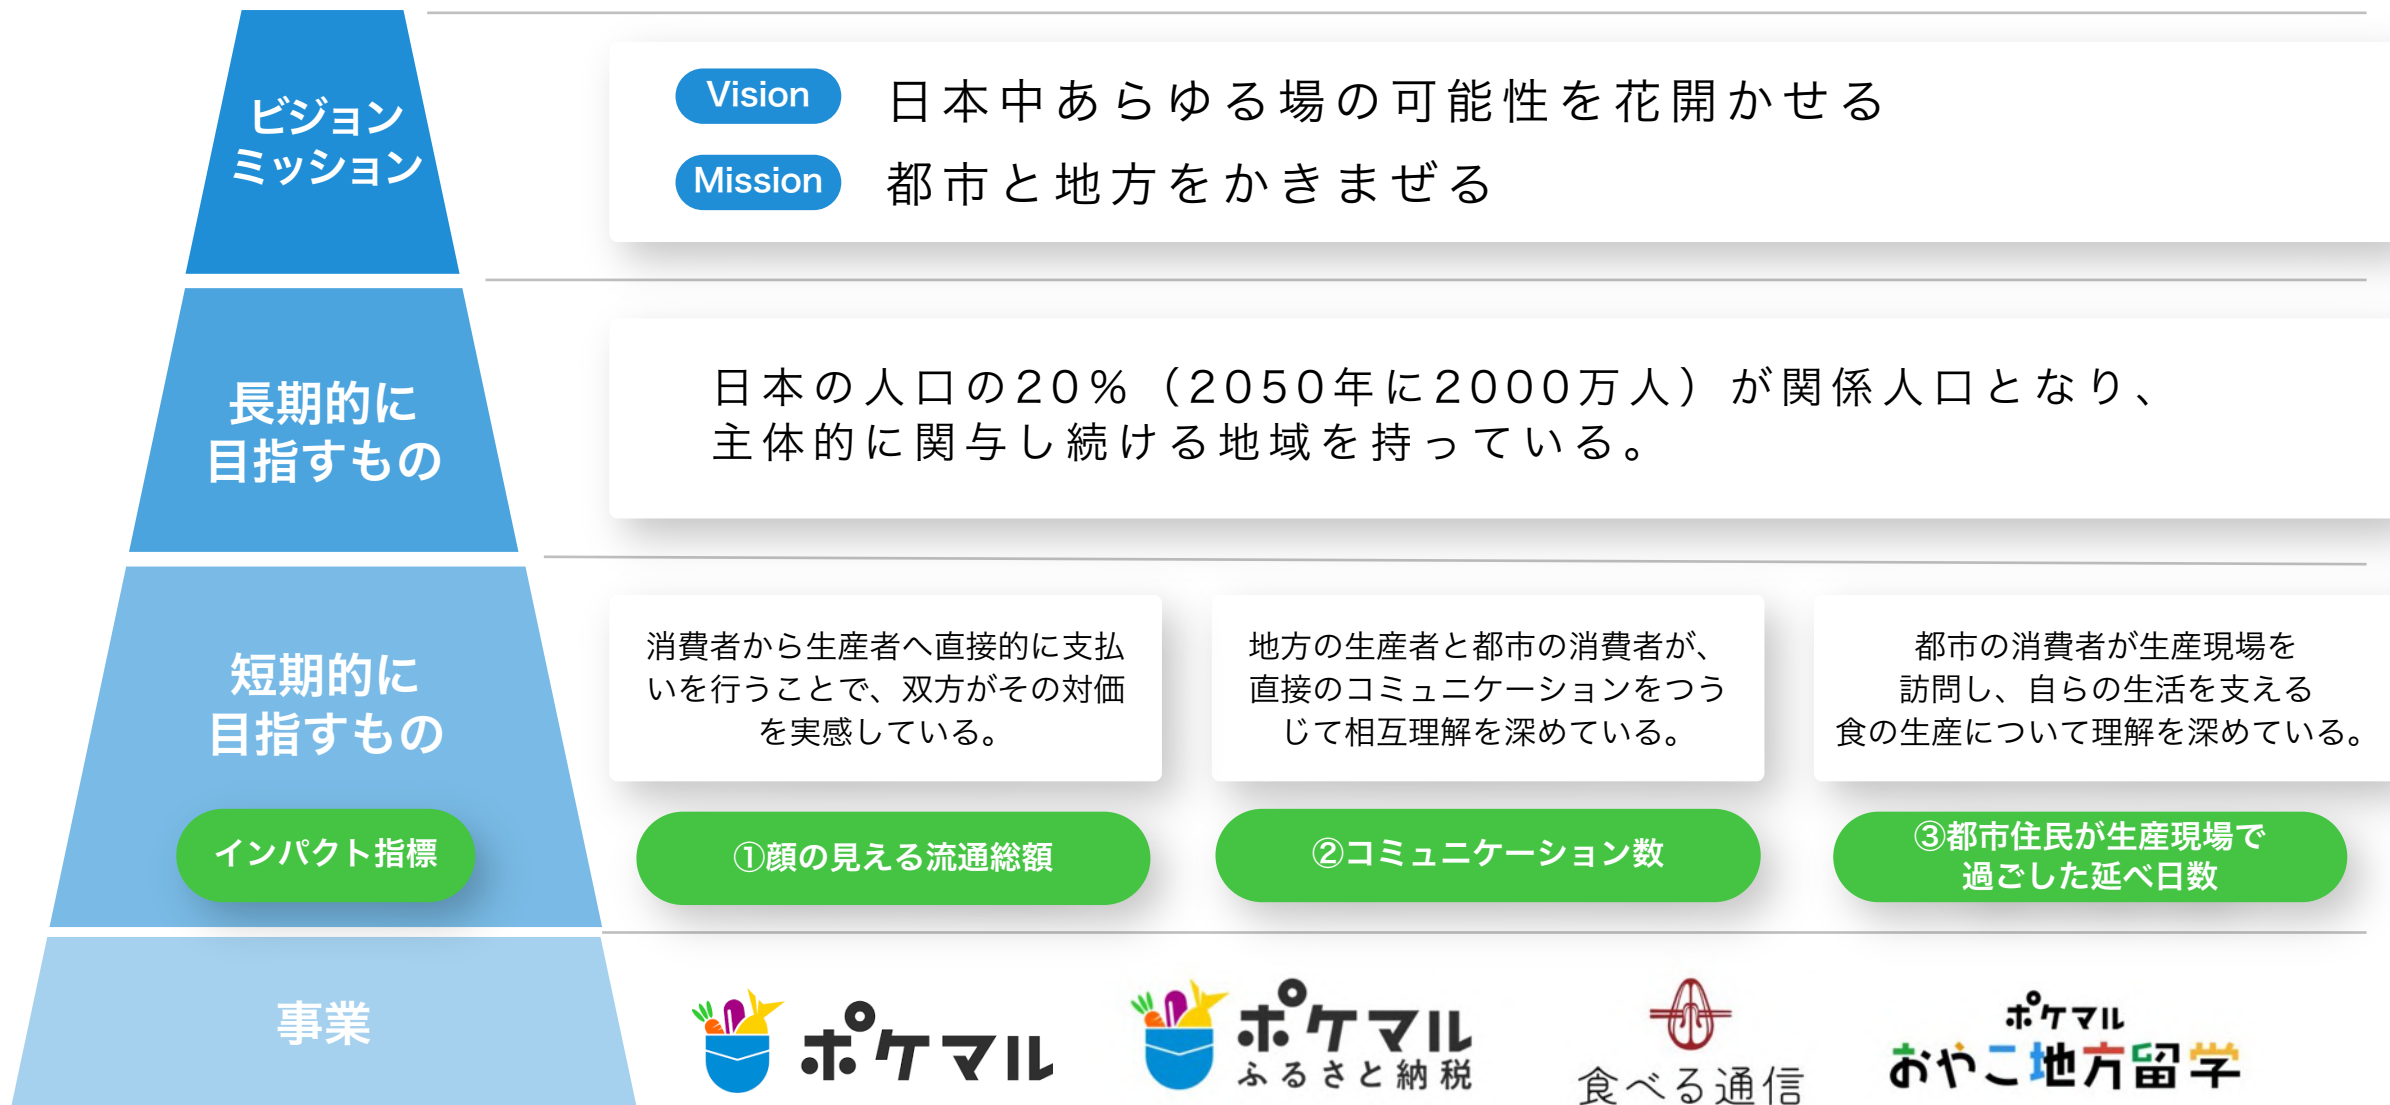 ビジョン
ミッション
Vision
日本中あらゆる場の可能性を花開かせる
Mission
都市と地方をかきまぜる
長期的に
目指すもの
日本の人口の20%（2050年に2000万人）が関係人口となり、
主体的に関与し続ける地域を持っている。
短期的に
目指すもの
インパクト指標
消費者から生産者へ直接的に支払
いを行うことで、双方がその対価
を実感している。
①顔の見える流通総額
地方の生産者と都市の消費者が、
直接のコミュニケーションをつう
じて相互理解を深めている。
②コミュニケーション数
都市の消費者が生産現場を
訪問し、自らの生活を支える
食の生産について理解を深めている。
③都市住民が生産現場で
過ごした延べ日数
事業
ポケマル
ポケマル
ふるさと納税
食べる通信
ポケマル
おやこ地方留学